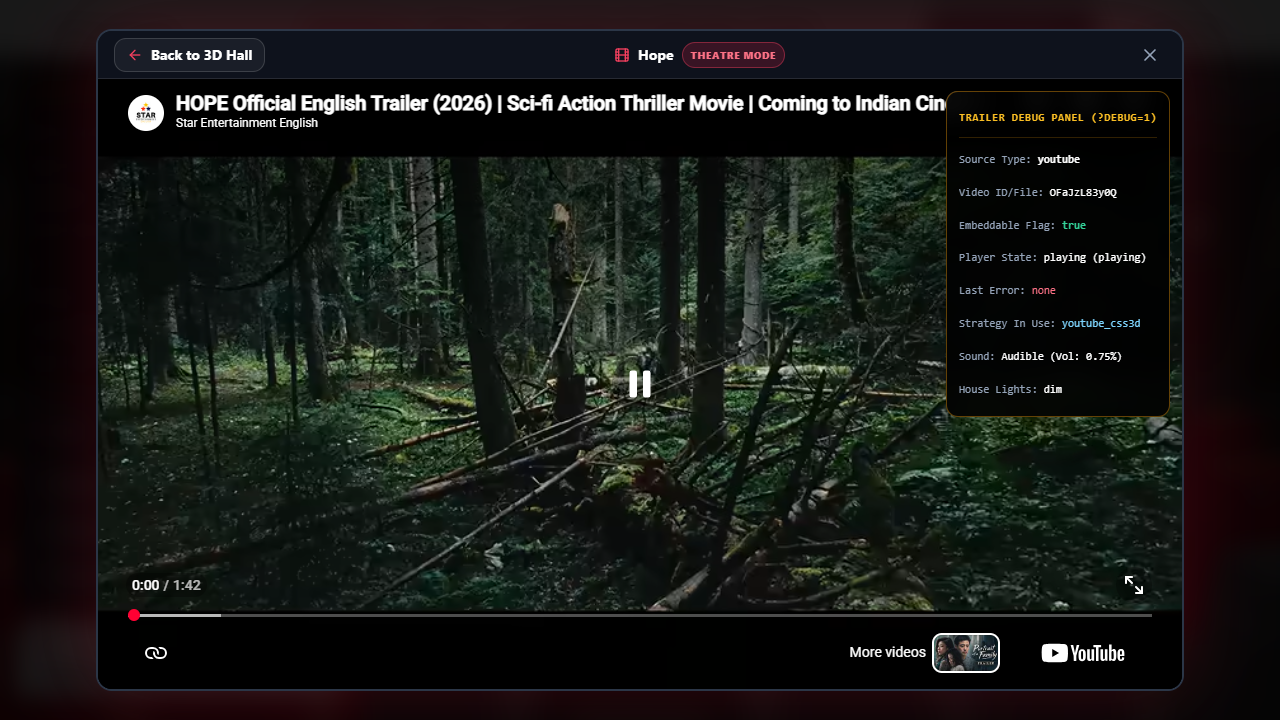 Back to 3D Hall
Hope
THEATRE MODE
STAR
HOPE Official English Trailer (2026) | Sci-fi Action Thriller Movie | Coming to Indian Cin
Star Entertainment English
TRAILER DEBUG PANEL (?DEBUG=1)
Source Type: youtube
Video ID/File: OFaJzL83y0Q
Embeddable Flag: true
Player State: playing (playing)
Last Error: none
Strategy In Use: youtube_css3d
Sound: Audible (Vol: 0.75%)
House Lights: dim
0:00 / 1:42
More videos
Portrait
Family
YouTube